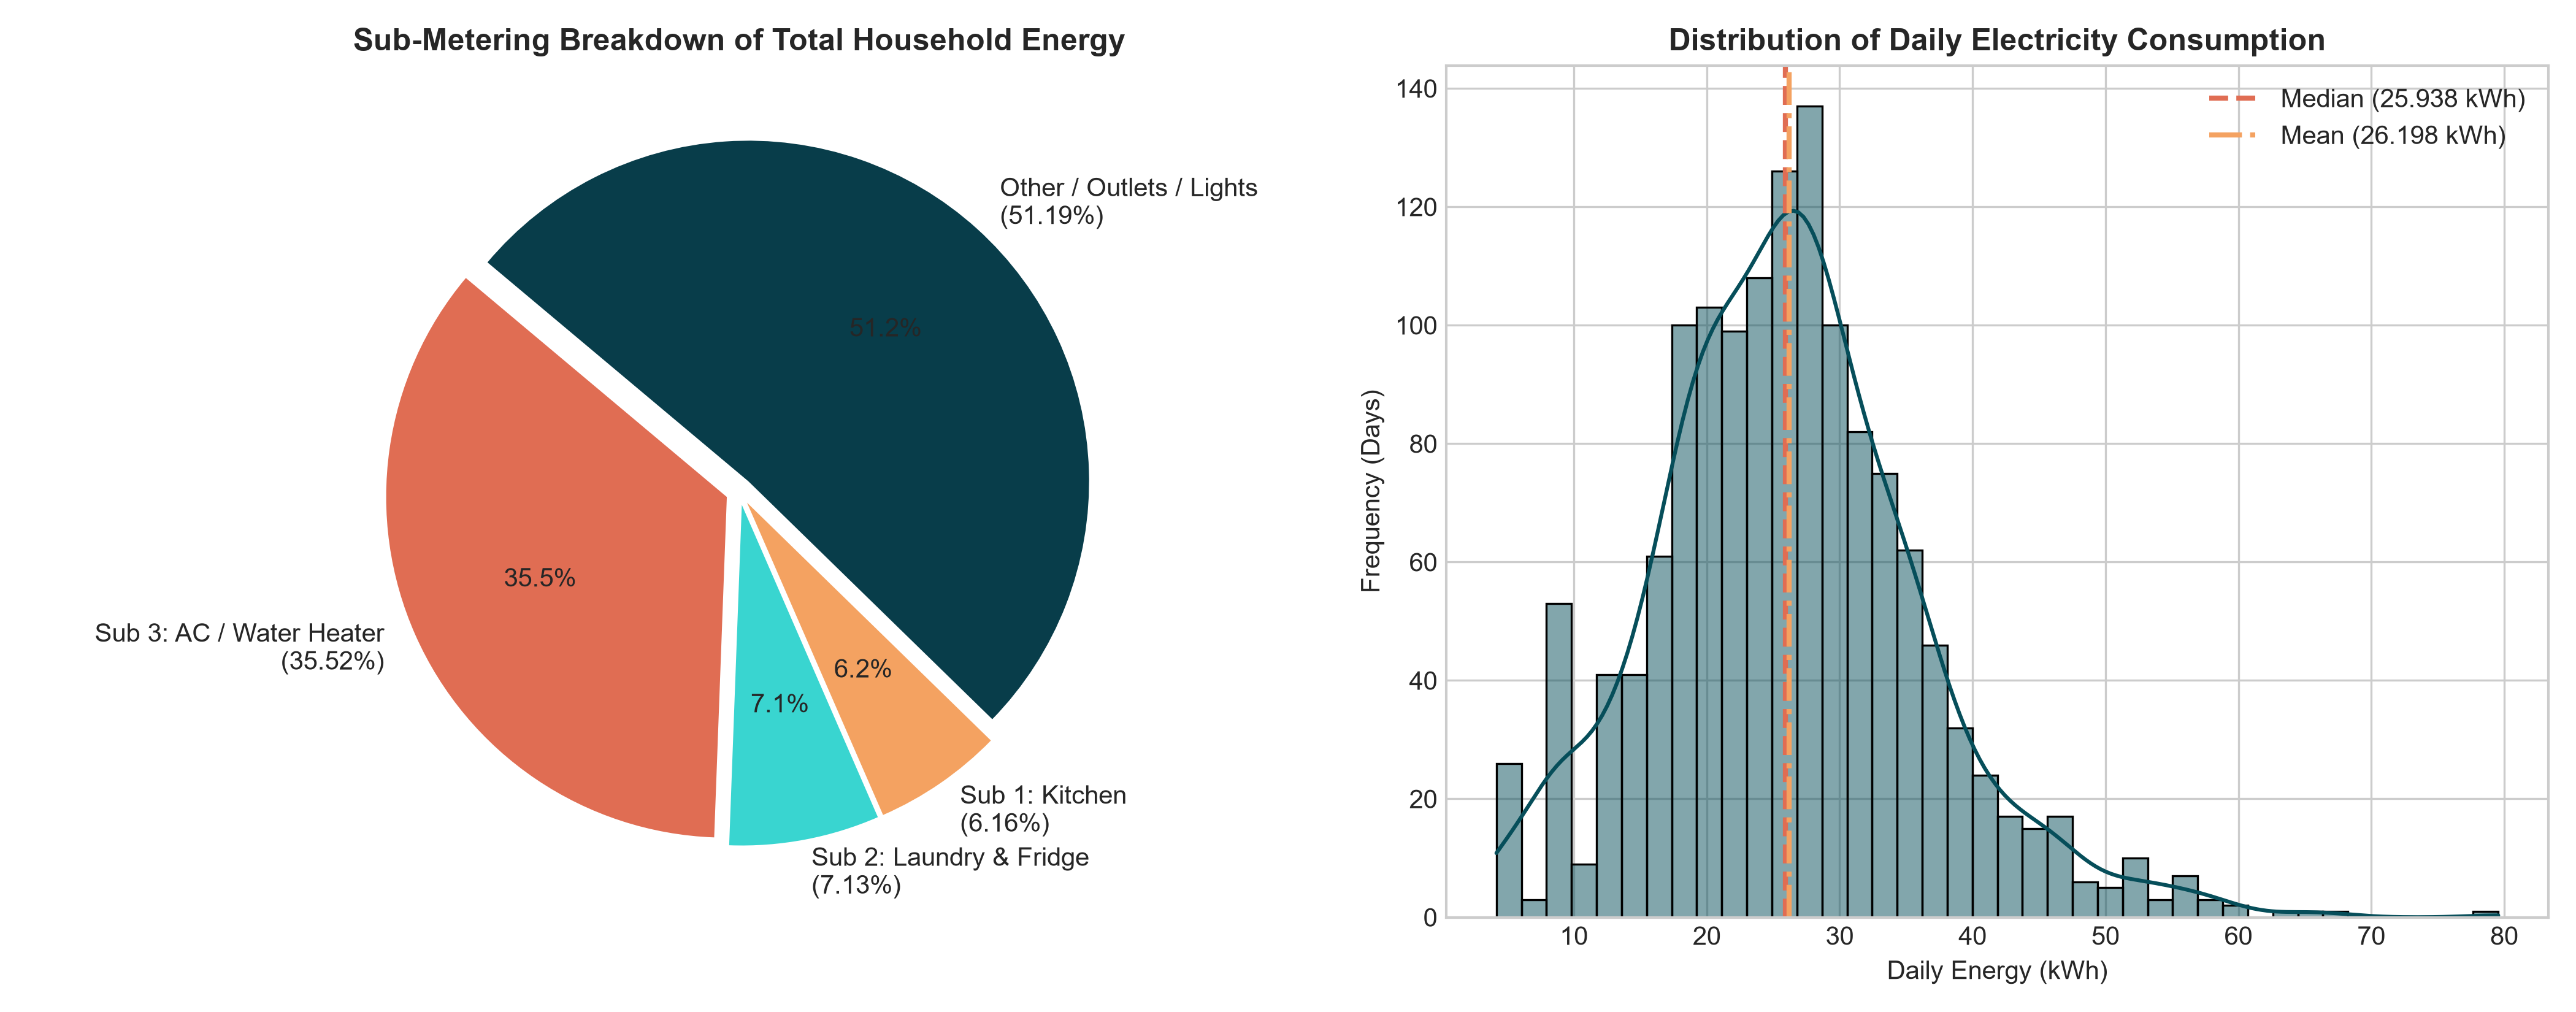 Sub-Metering Breakdown of Total Household Energy
Other / Outlets / Lights
(51.19%)
51.2%
35.5%
Sub 3: AC / Water Heater
(35.52%)
6.2%
7.1%
Sub 1: Kitchen
(6.16%)
Sub 2: Laundry & Fridge
(7.13%)
Distribution of Daily Electricity Consumption
Median (25.938 kWh)
Mean (26.198 kWh)
Frequency (Days)
140
120
100
80
60
40
20
0
10 20 30 40 50 60 70 80
Daily Energy (kWh)